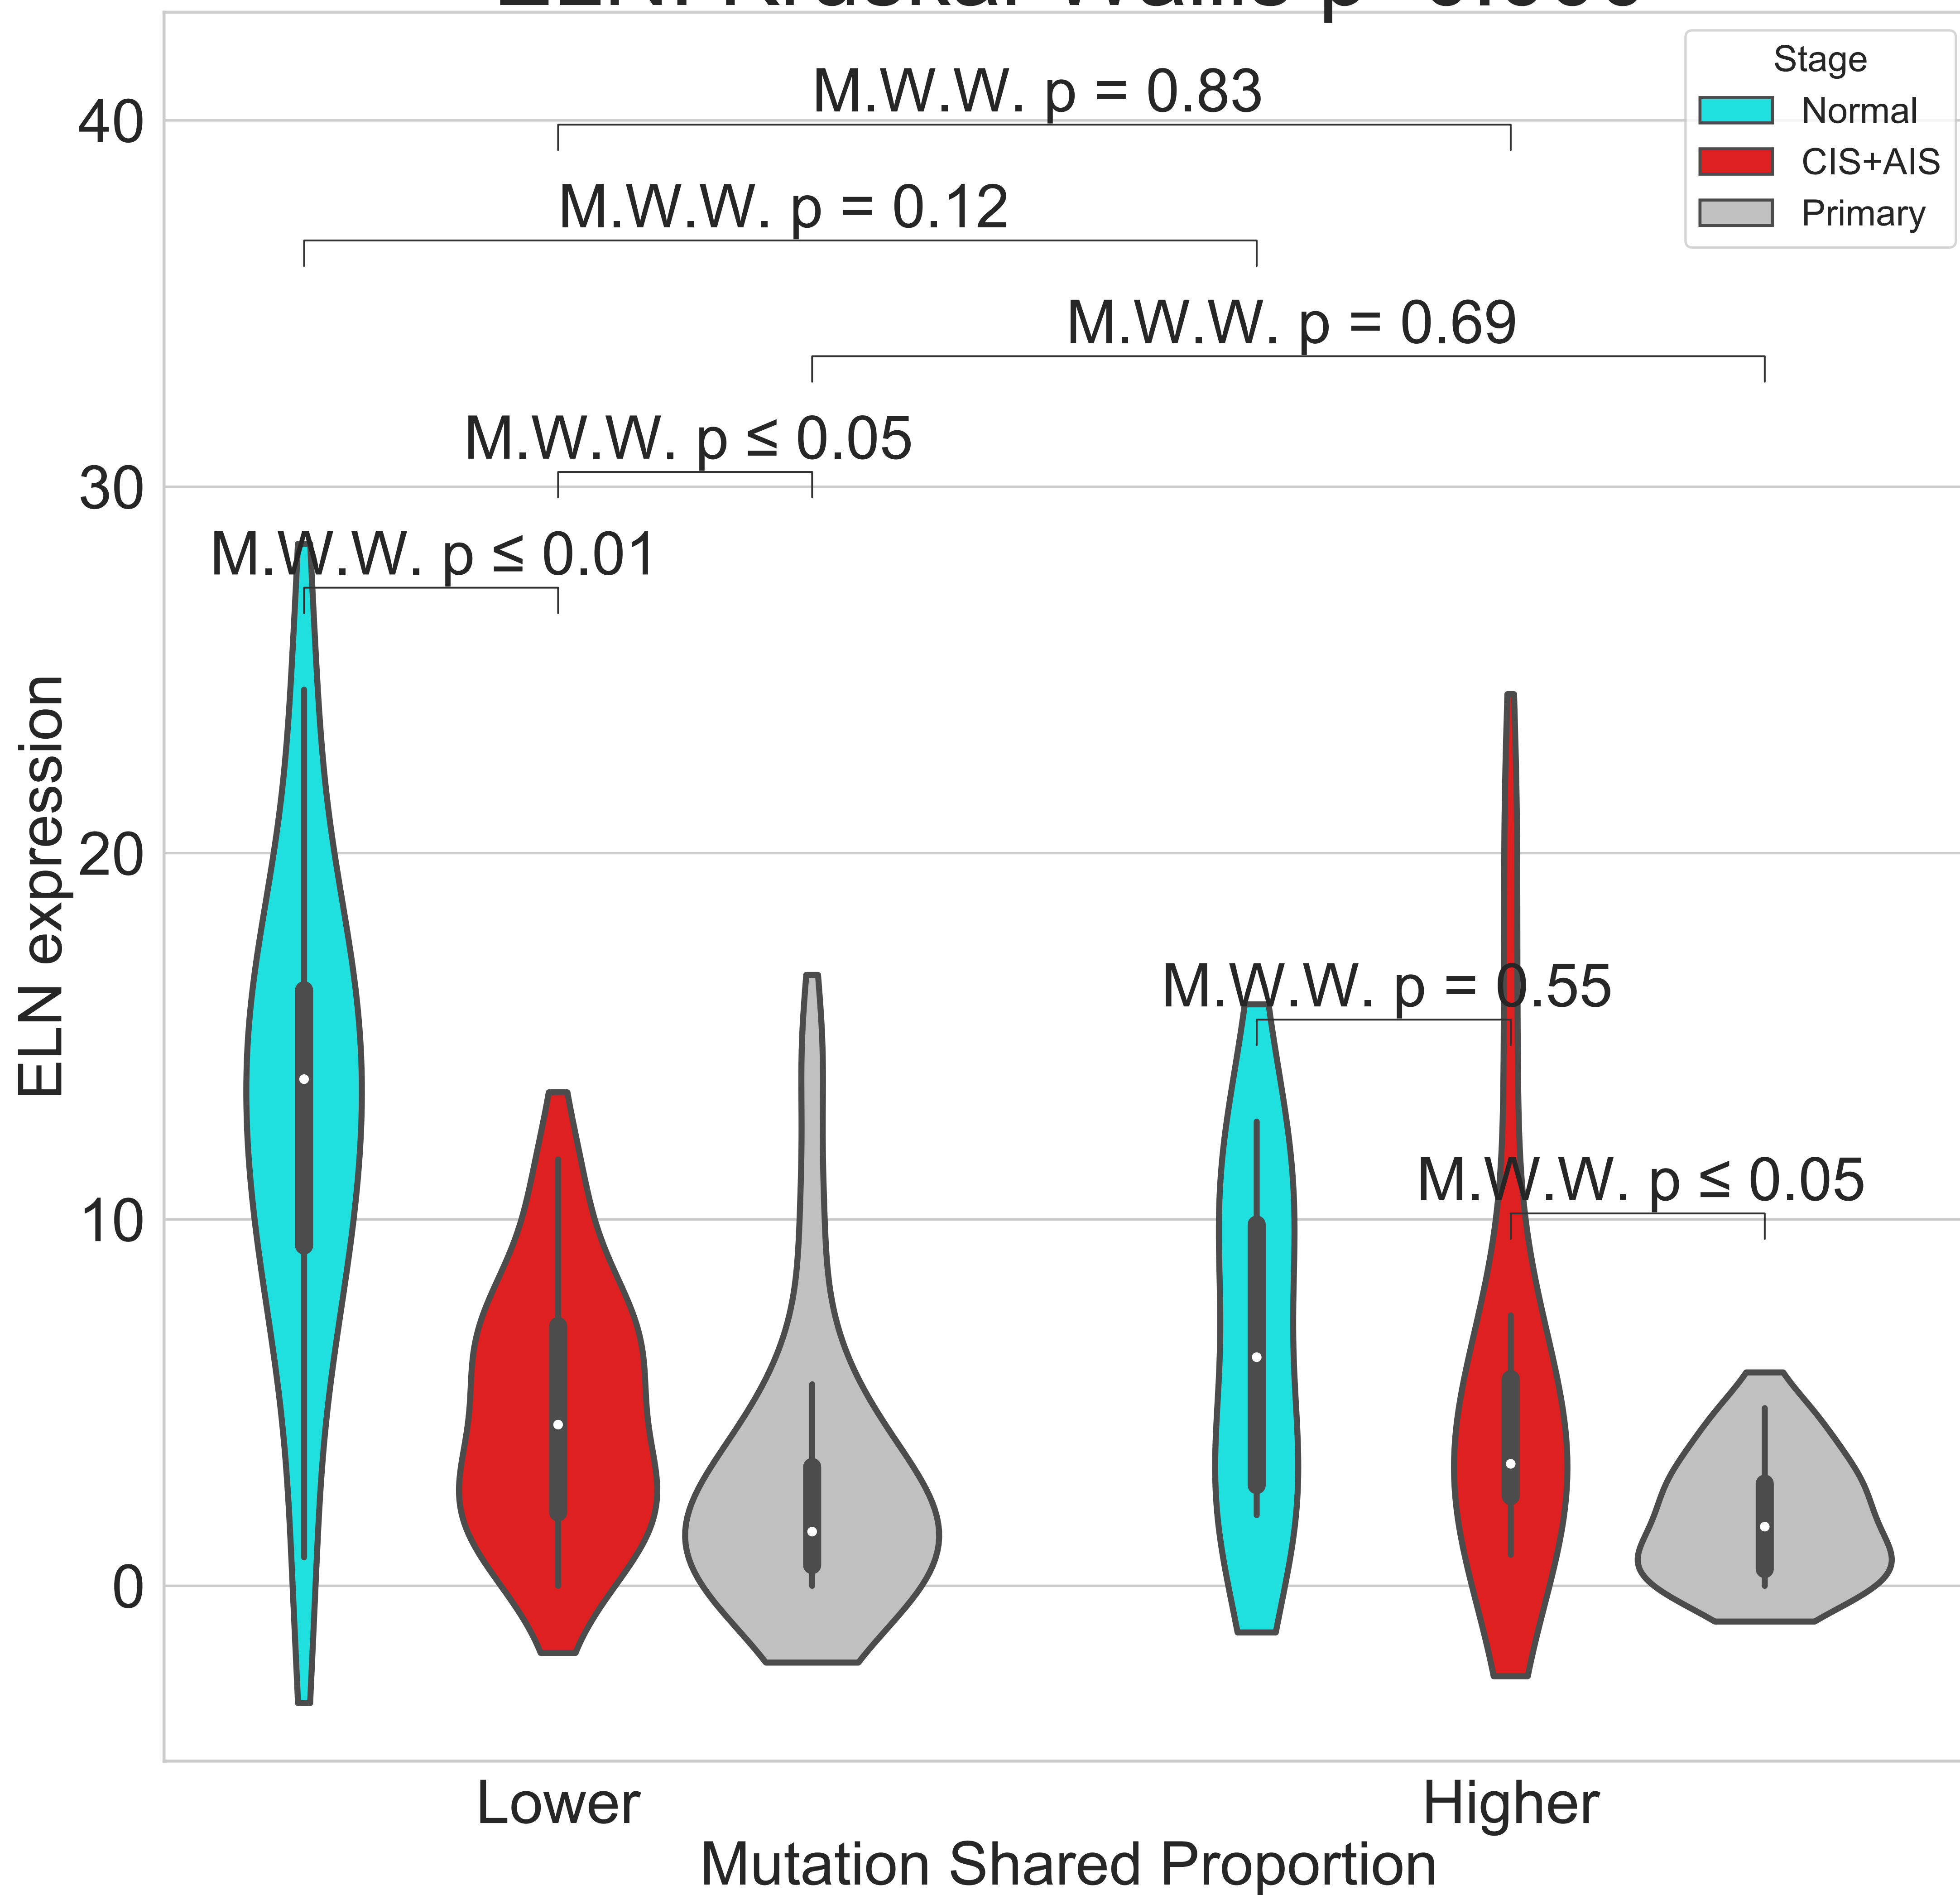 Stage
Normal
CIS+AIS
Primary
M.W.W. p = 0.83
M.W.W. p = 0.12
M.W.W. p = 0.69
M.W.W. p ≤ 0.05
M.W.W. p ≤ 0.01
M.W.W. p = 0.55
M.W.W. p ≤ 0.05
40
30
20
10
0
ELN expression
Lower
Higher
Mutation Shared Proportion